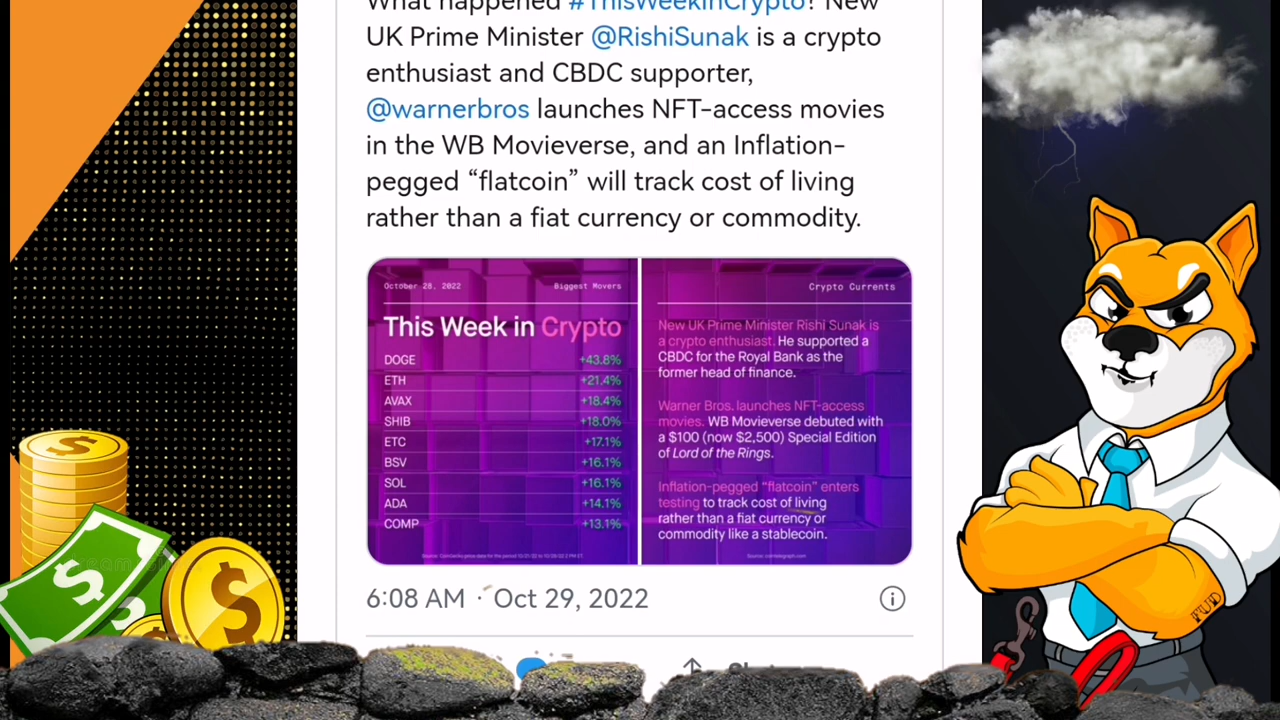 What happened #ThisWeekinCrypto? New
UK Prime Minister @RishiSunak is a crypto
enthusiast and CBDC supporter,
@warnerbros launches NFT-access movies
in the WB Movieverse, and an Inflation-
pegged “flatcoin” will track cost of living
rather than a fiat currency or commodity.
October 28, 2022
Biggest Movers
This Week in Crypto
DOGE +43.8%
ETH +21.4%
AVAX +18.4%
SHIB +18.0%
ETC +17.1%
BSV +16.1%
SOL +16.1%
ADA +14.1%
COMP +13.1%
Crypto Currents
New UK Prime Minister Rishi Sunak is
a crypto enthusiast. He supported a
CBDC for the Royal Bank as the
former head of finance.
Warner Bros. launches NFT-access
movies. WB Movieverse debuted with
a $100 (now $2,500) Special Edition
of Lord of the Rings.
Inflation-pegged “flatcoin” enters
testing to track cost of living
rather than a fiat currency or
commodity like a stablecoin.
Source: cointelegraph.com
6:08 AM · Oct 29, 2022
FUD